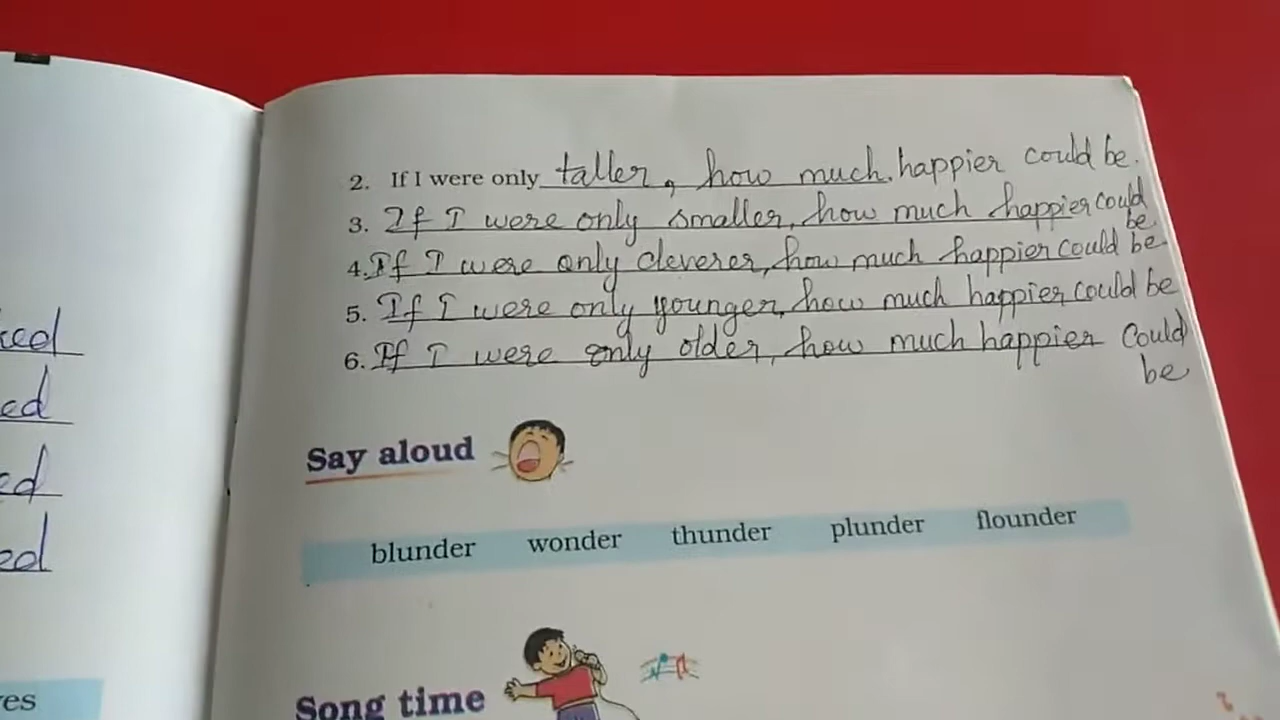 2. If I were only taller, how much happier could be.
3. If I were only smaller, how much happier could
be.
4. If I were only cleverer, how much happier could be
5. If I were only younger, how much happier could be
6. If I were only older, how much happier could
be
Say aloud
blunder wonder thunder plunder flounder
Song time